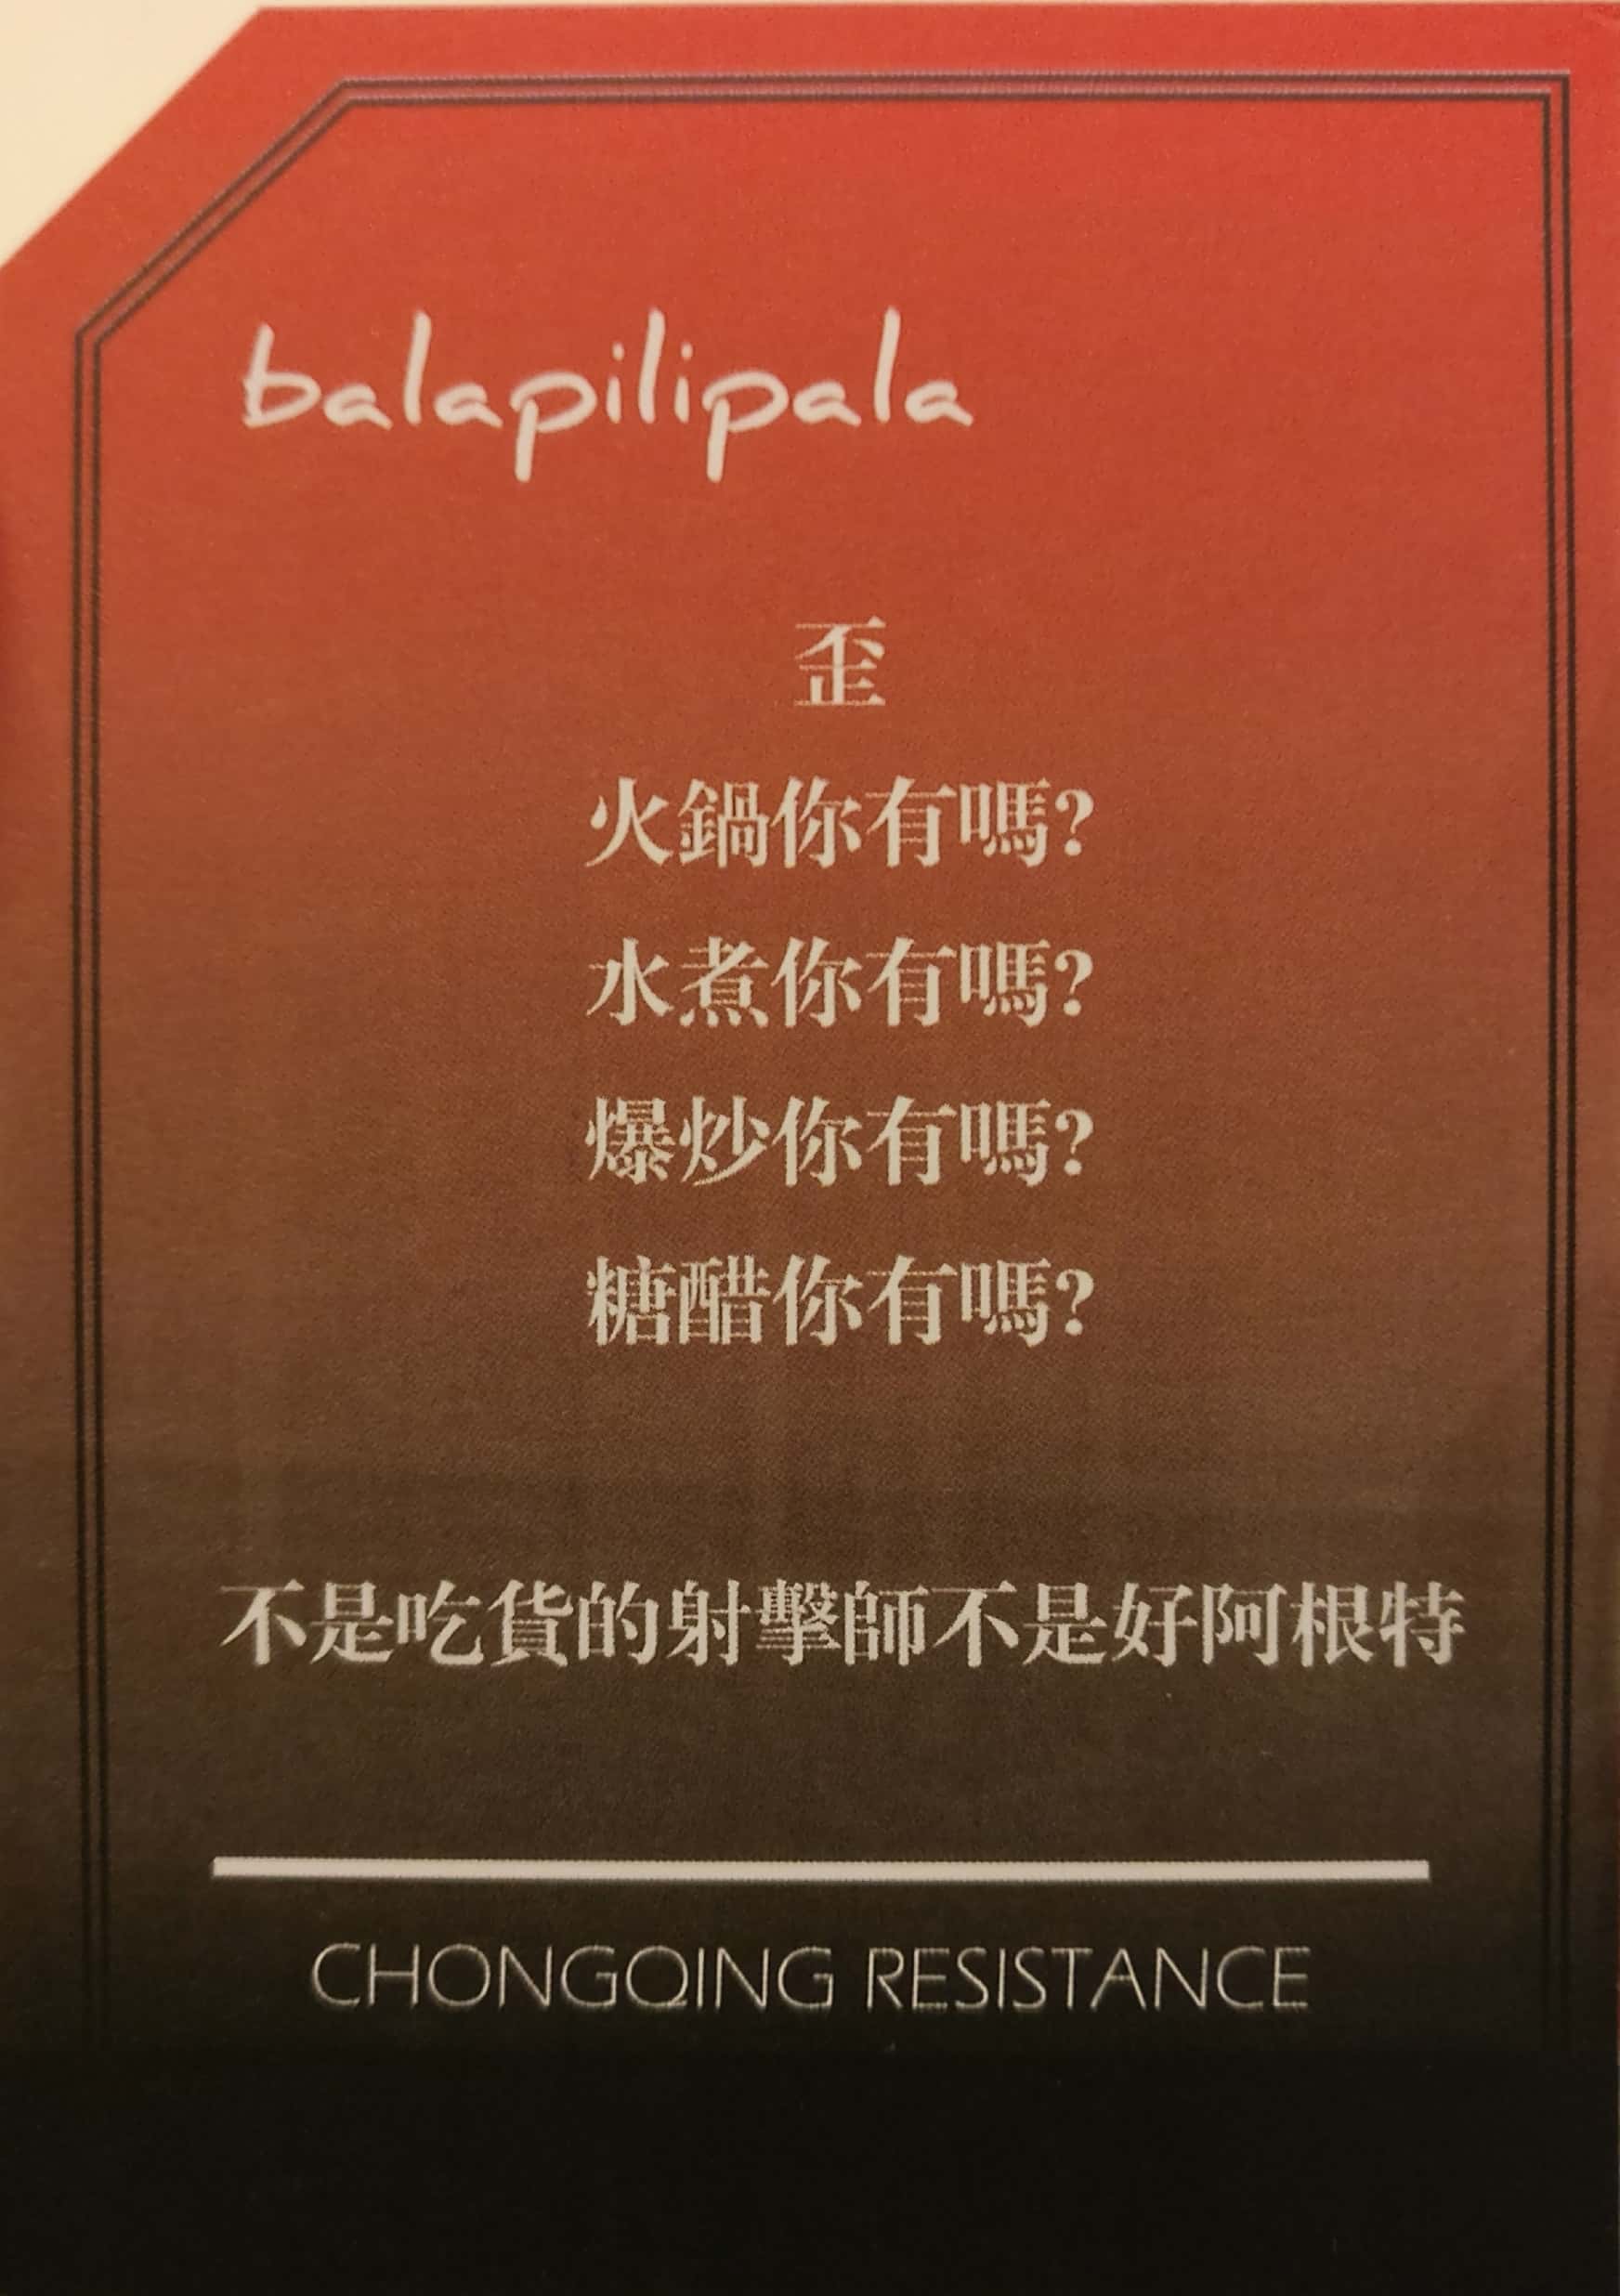 balapilipala
歪
火鍋你有嗎?
水煮你有嗎?
爆炒你有嗎?
糖醋你有嗎?
不是吃貨的射擊師不是好阿根特
CHONGQING RESISTANCE